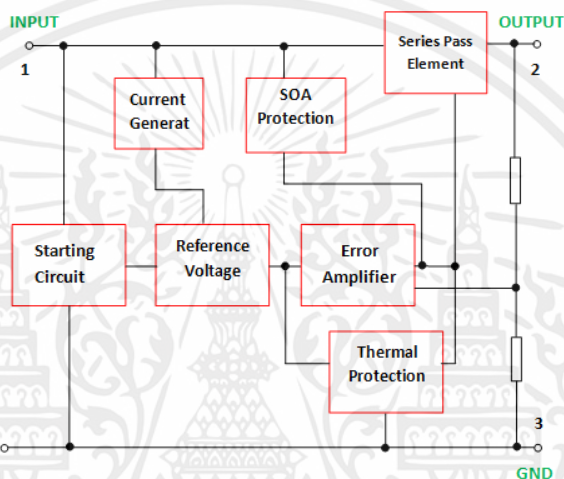 INPUT
OUTPUT
1
2
Series Pass
Element
Current
Generat
SOA
Protection
Starting
Circuit
Reference
Voltage
Error
Amplifier
Thermal
Protection
3
GND